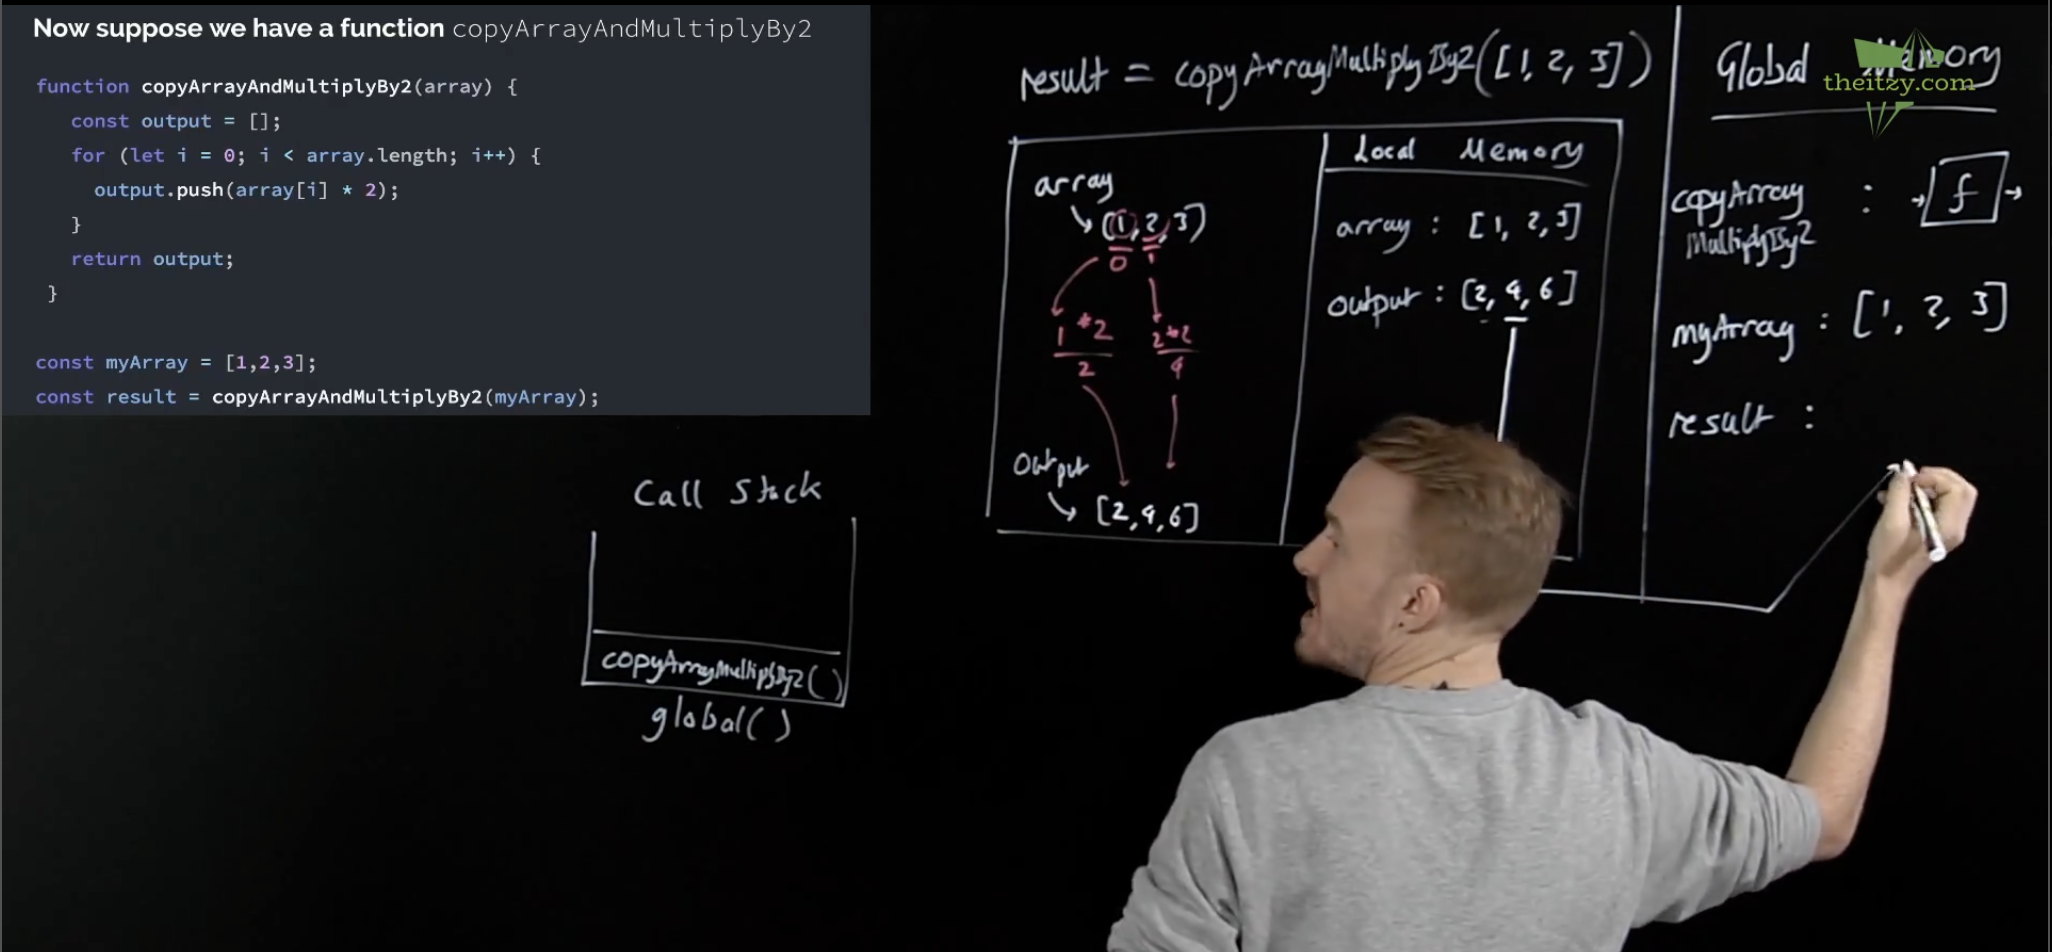 Now suppose we have a function copyArrayAndMultiplyBy2
function copyArrayAndMultiplyBy2(array) {
const output = [];
for (let i = 0; i < array.length; i++) {
output.push(array[i] * 2);
}
return output;
}
const myArray = [1,2,3];
const result = copyArrayAndMultiplyBy2(myArray);
Call Stack
copyArrayMultiplyBy2()
global()
result = copyArrayMultiplyBy2([1, 2, 3])
array
[1, 2, 3]
0 1
1 *2 2*2
2 4
Output
[2,4,6]
Local Memory
array : [1, 2, 3]
output : [2, 4, 6]
Global Memory
theitzy.com
copyArray : f
MultiplyBy2
myArray : [1, 2, 3]
result :